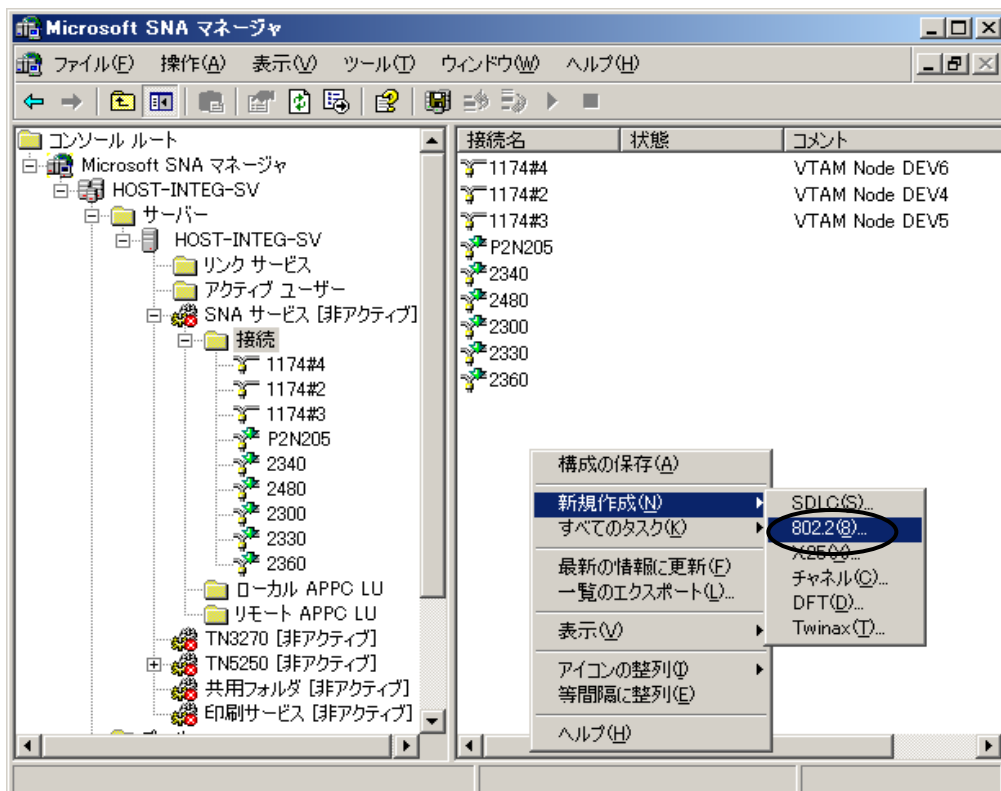 Microsoft SNA マネージャ
ファイル(F) 操作(A) 表示(V) ツール(T) ウィンドウ(W) ヘルプ(H)
コンソール ルート
Microsoft SNA マネージャ
HOST-INTEG-SV
サーバー
HOST-INTEG-SV
リンク サービス
アクティブ ユーザー
SNA サービス [非アクティブ]
接続
1174#4
1174#2
1174#3
P2N205
2340
2480
2300
2330
2360
ローカル APPC LU
リモート APPC LU
TN3270 [非アクティブ]
TN5250 [非アクティブ]
共用フォルダ [非アクティブ]
印刷サービス [非アクティブ]
接続名 状態 コメント
1174#4 VTAM Node DEV6
1174#2 VTAM Node DEV4
1174#3 VTAM Node DEV5
P2N205
2340
2480
2300
2330
2360
構成の保存(A)
新規作成(N)
すべてのタスク(K)
最新の情報に更新(F)
一覧のエクスポート(L)...
表示(V)
アイコンの整列(I)
等間隔に整列(E)
ヘルプ(H)
SDLC(S)...
802.2(8)...
X25(X)...
チャネル(C)...
DFT(D)...
Twinax(T)...